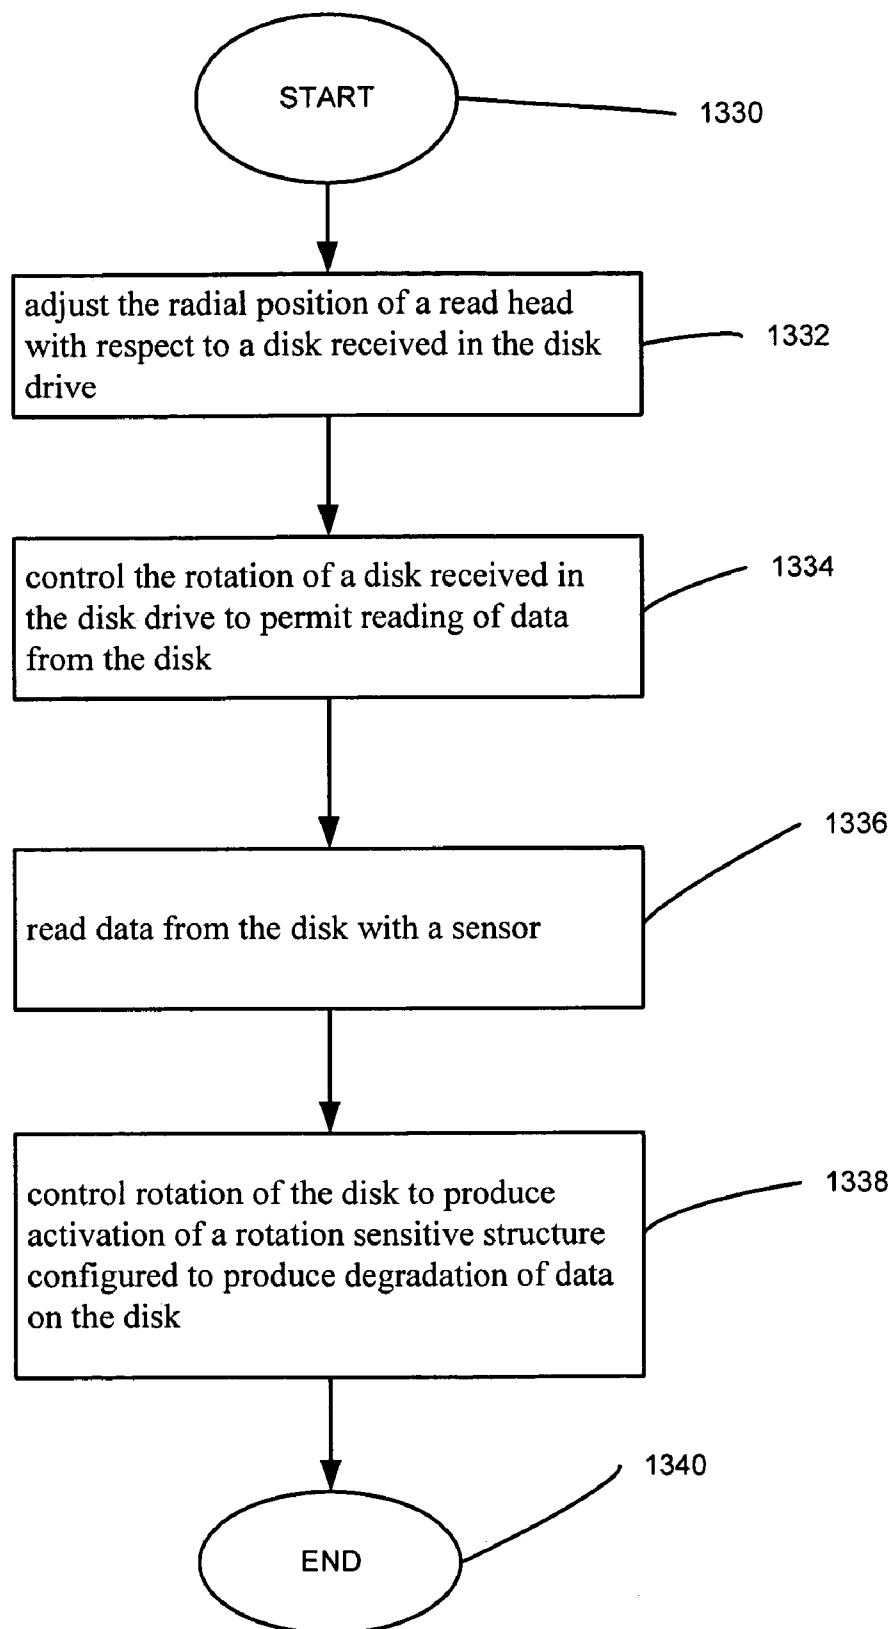 START
1330
adjust the radial position of a read head
with respect to a disk received in the disk
drive
1332
control the rotation of a disk received in
the disk drive to permit reading of data
from the disk
1334
1336
read data from the disk with a sensor
control rotation of the disk to produce
activation of a rotation sensitive structure
configured to produce degradation of data
on the disk
1338
1340
END